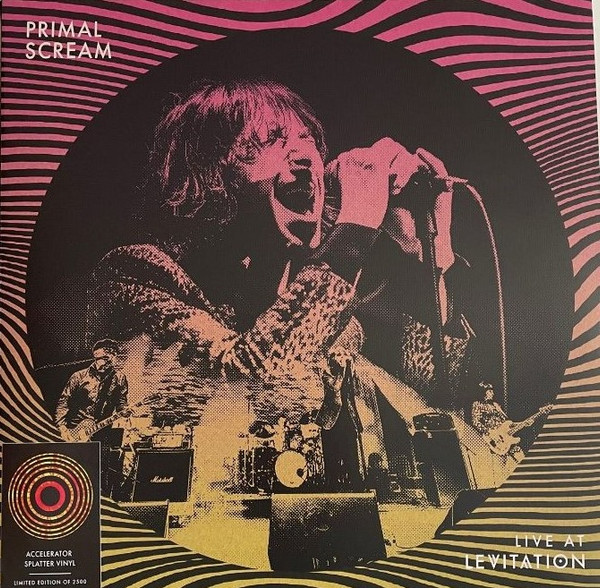 PRIMAL
SCREAM
Marshall
LIVE AT
LEVITATION
ACCELERATOR
SPLATTER VINYL
LIMITED EDITION OF 2500